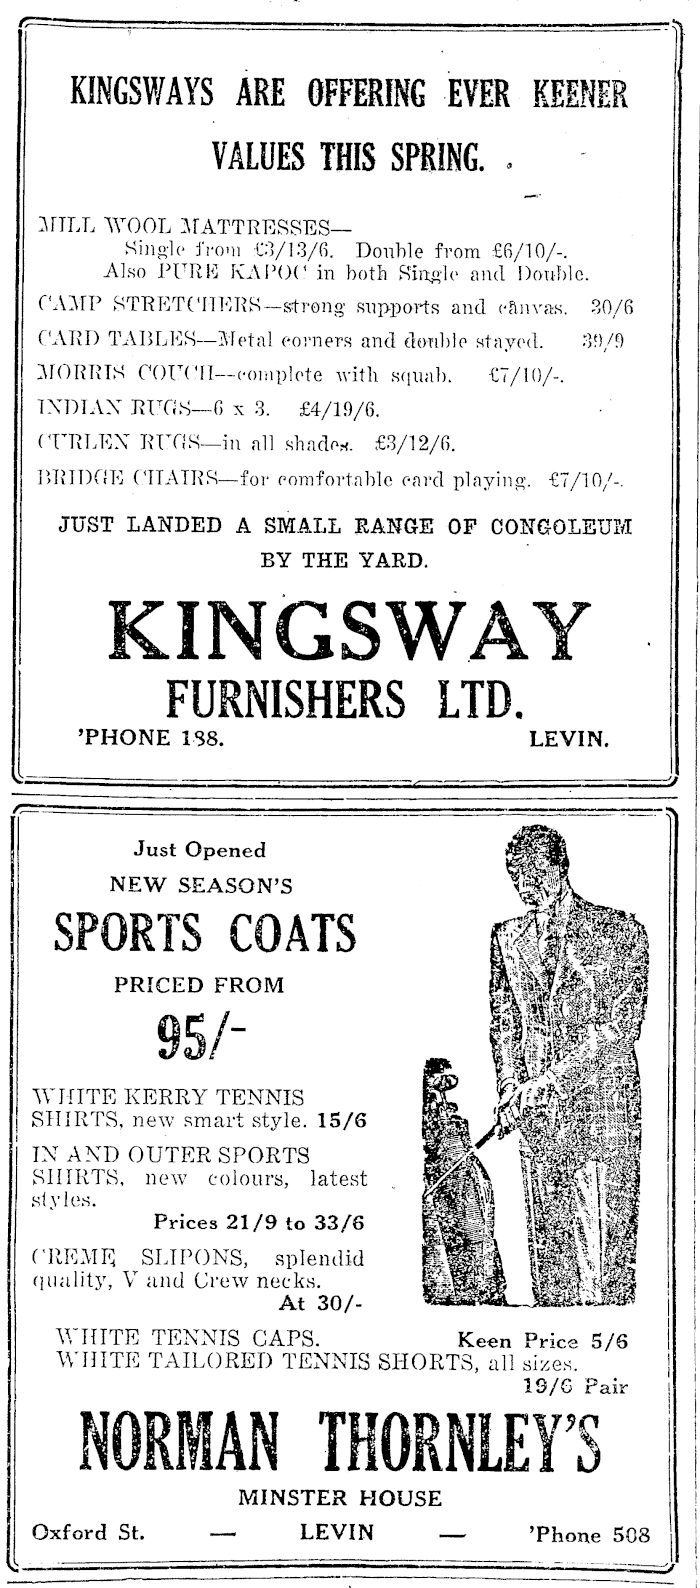 KINGSWAYS ARE OFFERING EVER KEENER
VALUES THIS SPRING.
MILL WOOL MATTRESSES—
Single from £3/13/6. Double from £6/10/-.
Also PURE KAPOC in both Single and Double.
CAMP STRETCHERS—strong supports and canvas. 30/6
CARD TABLES—Metal corners and double stayed. 39/9
MORRIS COUCH—complete with squab. £7/10/-.
INDIAN RUGS—6 x 3. £4/19/6.
CURLEX RUGS—in all shades. £3/12/6.
BRIDGE CHAIRS—for comfortable card playing. £7/10/-.
JUST LANDED A SMALL RANGE OF CONGOLEUM
BY THE YARD.
KINGSWAY
FURNISHERS LTD.
'PHONE 188. LEVIN.
Just Opened
NEW SEASON'S
SPORTS COATS
PRICED FROM
95/-
WHITE KERRY TENNIS
SHIRTS, new smart style. 15/6
IN AND OUTER SPORTS
SHIRTS, new colours, latest
styles.
Prices 21/9 to 33/6
CREME SLIPONS, splendid
quality, V and Crew necks.
At 30/-
WHITE TENNIS CAPS. Keen Price 5/6
WHITE TAILORED TENNIS SHORTS, all sizes.
19/6 Pair
NORMAN THORNLEY'S
MINSTER HOUSE
Oxford St. — LEVIN — 'Phone 508